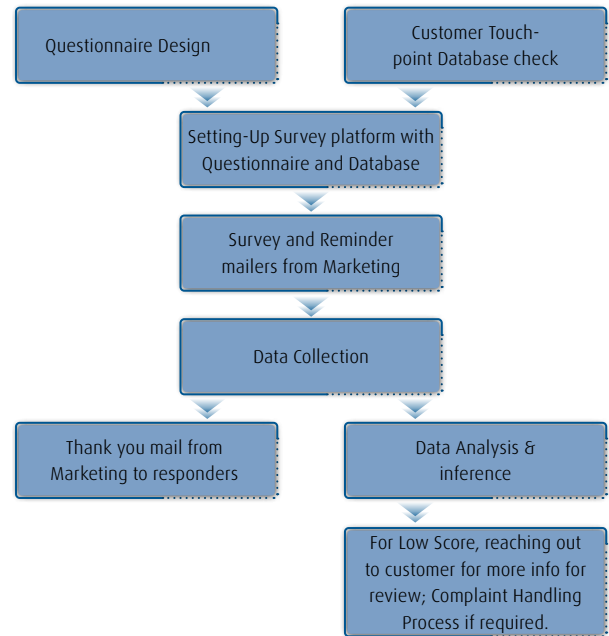 Questionnaire Design
Customer Touch-
point Database check
Setting-Up Survey platform with
Questionnaire and Database
Survey and Reminder
mailers from Marketing
Data Collection
Thank you mail from
Marketing to responders
Data Analysis &
inference
For Low Score, reaching out
to customer for more info for
review; Complaint Handling
Process if required.